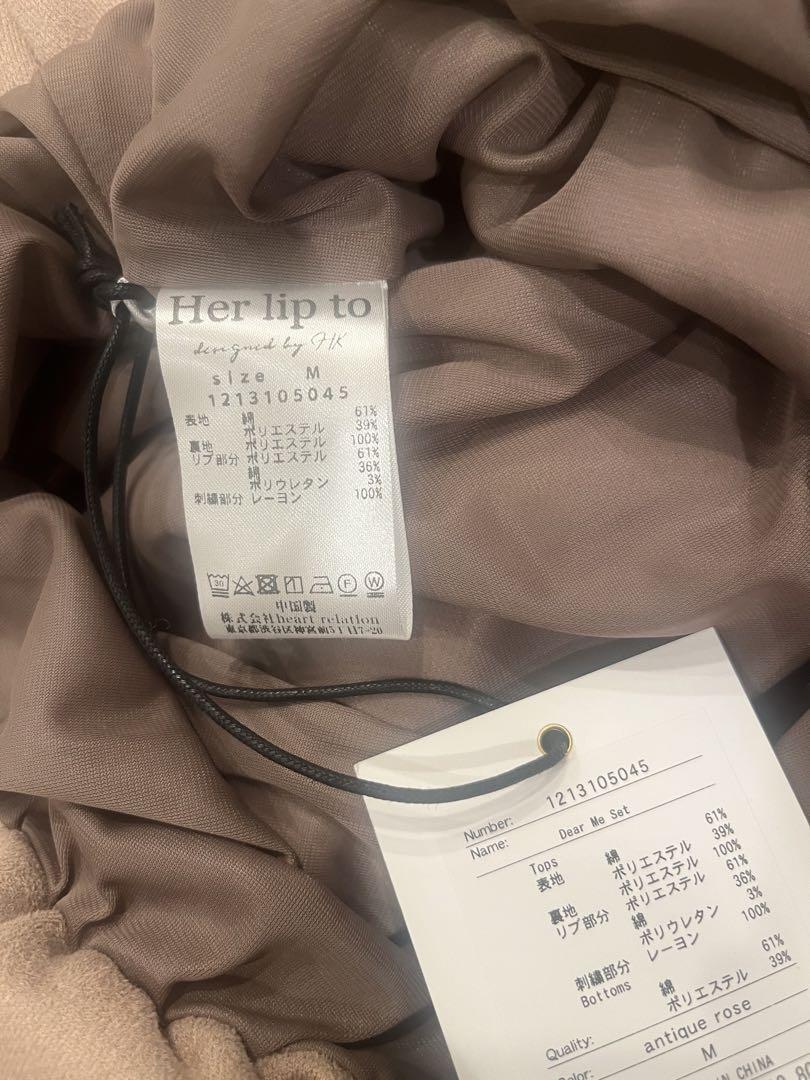 Her lip to
designed by HK
size M
1213105045
表地 綿 61%
ポリエステル 39%
裏地 ポリエステル 100%
リブ部分 ポリエステル 61%
綿 36%
ポリウレタン 3%
刺繍部分 レーヨン 100%
30 F W
中国製
株式会社heart relation
Number: 1213105045
Name: Dear Me Set
Tops
表地 綿 61%
ポリエステル 39%
裏地 ポリエステル 100%
リブ部分 ポリエステル 61%
綿 36%
ポリウレタン 3%
刺繍部分 レーヨン 100%
Bottoms 綿 61%
ポリエステル 39%
Quality: antique rose
Color: M
IN CHINA